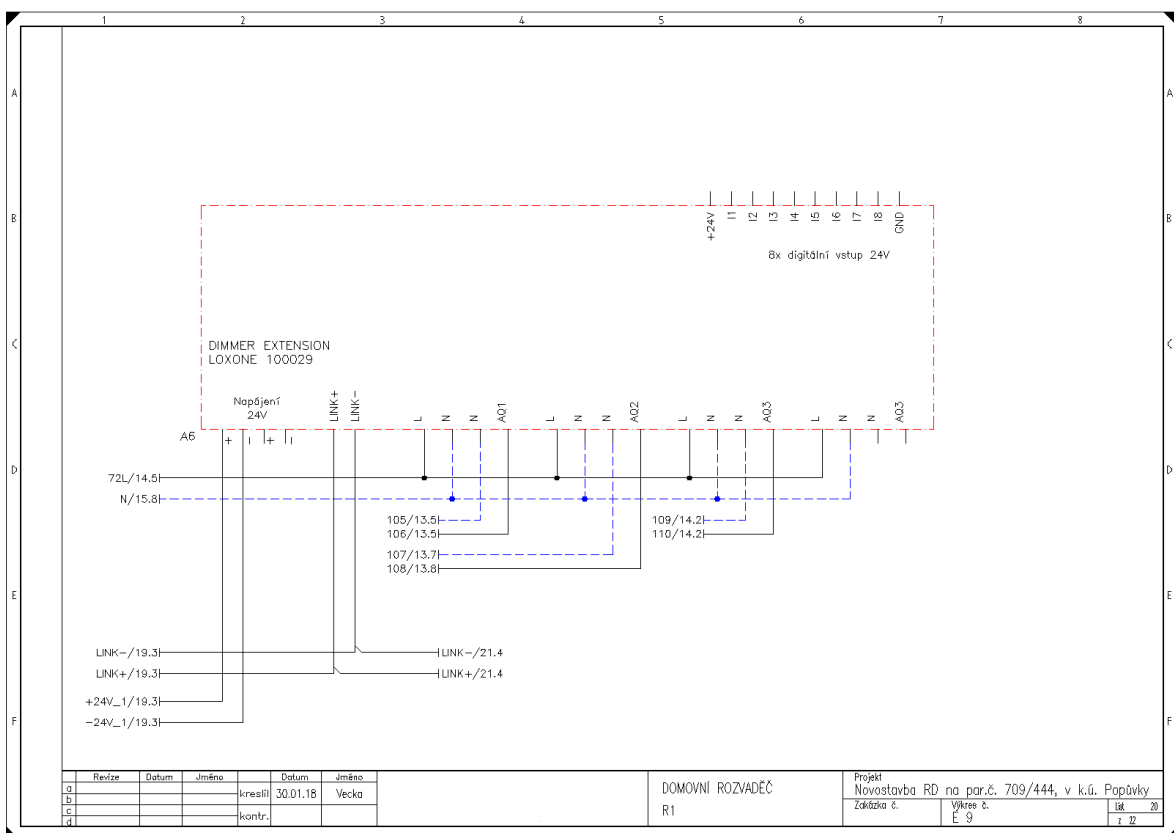 1 2 3 4 5 6 7 8
A A
B B
C C
D D
E E
F F
+24V I1 I2 I3 I4 I5 I6 I7 I8 GND
8x digitální vstup 24V
DIMMER EXTENSION
LOXONE 100029
Napájení
24V
LINK+ LINK-
L N N AQ1 L N N AQ2 L N N AQ3 L N N AQ3
A6
+ - + -
72L/14.5
N/15.8
105/13.5
106/13.5
107/13.7
108/13.8
109/14.2
110/14.2
LINK-/19.3 LINK-/21.4
LINK+/19.3 LINK+/21.4
+24V_1/19.3
-24V_1/19.3
Revize Datum Jméno Datum Jméno
a
b
c
d
kreslil 30.01.18 Vecka
kontr.
DOMOVNÍ ROZVADĚČ
R1
Projekt
Novostavba RD na par.č. 709/444, v k.ú. Popůvky
Zakázka č. Výkres č.
E 9
List 20
z 22